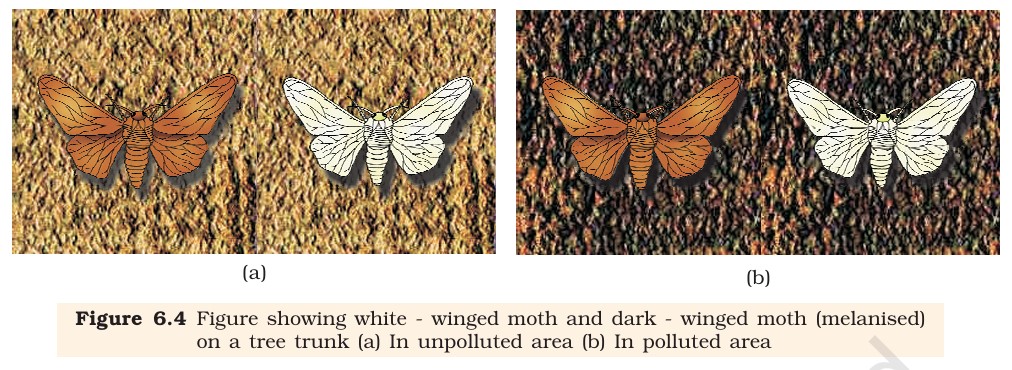 (a)
(b)
Figure 6.4 Figure showing white - winged moth and dark - winged moth (melanised)
on a tree trunk (a) In unpolluted area (b) In polluted area